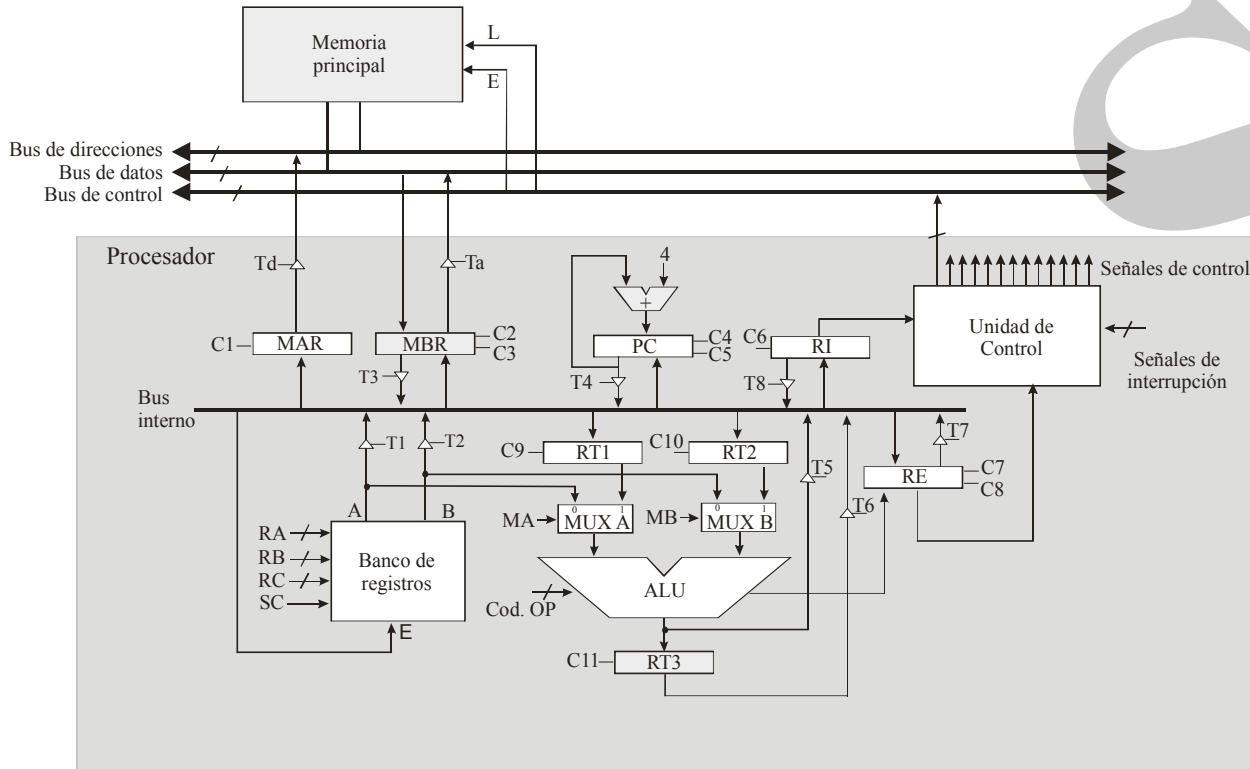 Memoria
principal
L
E
Bus de direcciones
Bus de datos
Bus de control
Procesador
Td
Ta
4
+
Señales de control
C1
MAR
MBR
C2
C3
PC
C4
C5
C6
RI
Unidad de
Control
Señales de
interrupción
T3
T4
T8
Bus
interno
T1
T2
C9
RT1
C10
RT2
T5
T7
RE
C7
C8
T6
A
B
0
1
MA
MUX A
0
1
MB
MUX B
RA
RB
RC
SC
Banco de
registros
E
Cod. OP
ALU
C11
RT3